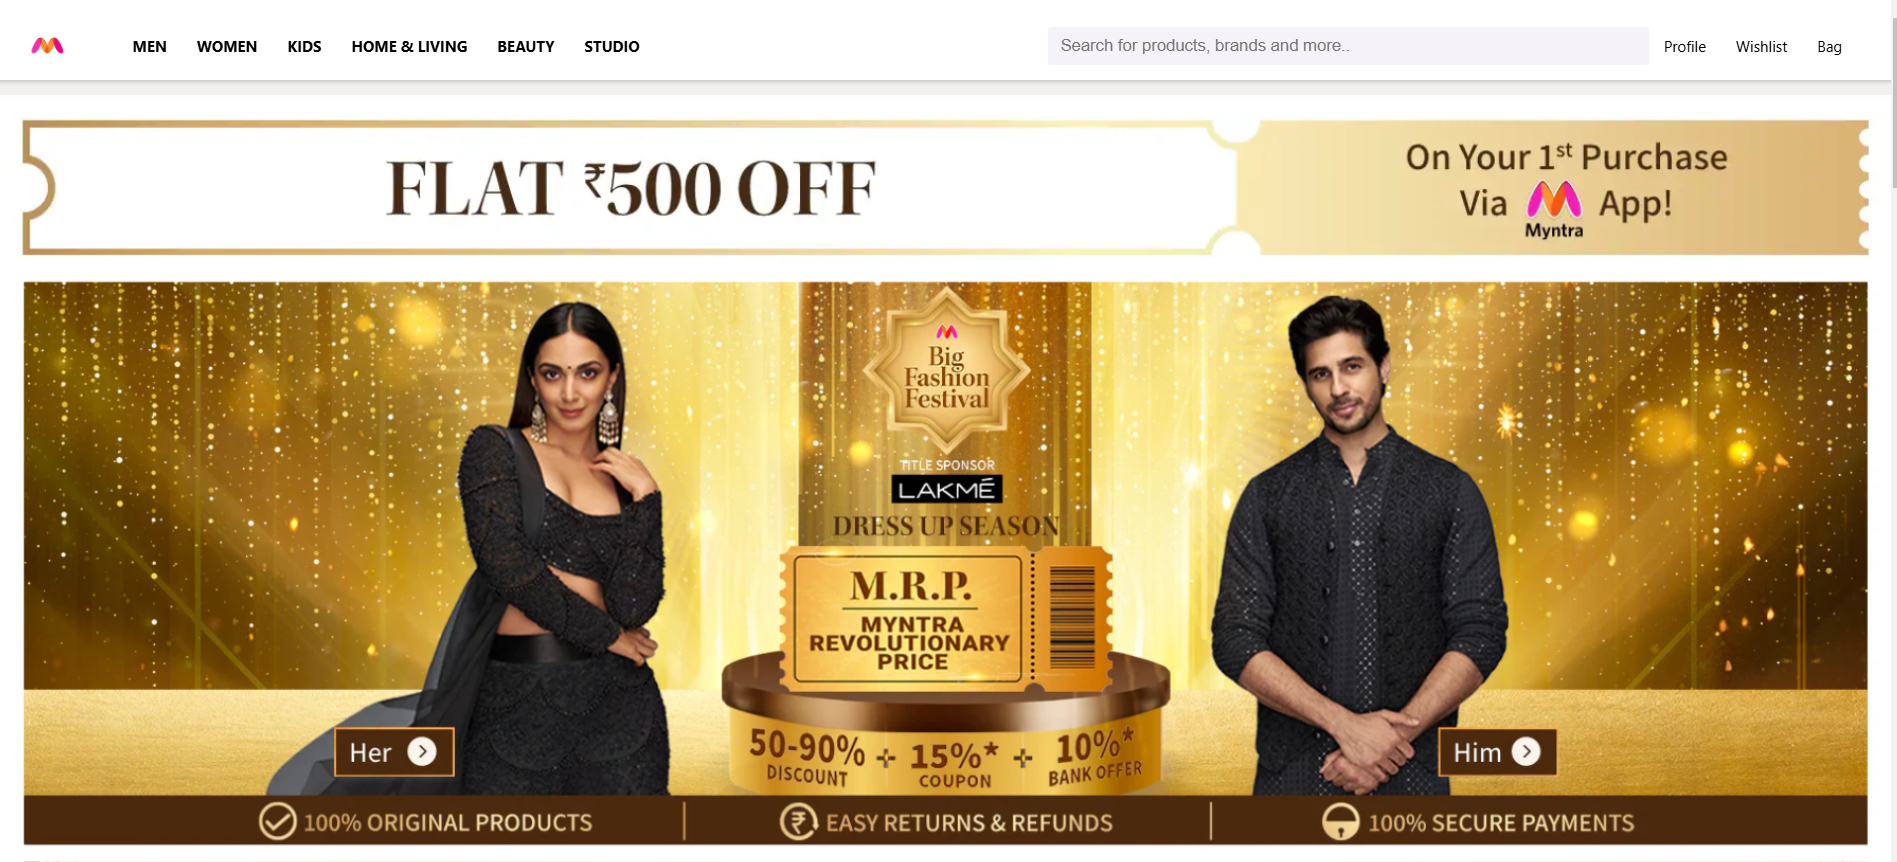 MEN WOMEN KIDS HOME & LIVING BEAUTY STUDIO Search for products, brands and more.. Profile Wishlist Bag
FLAT ₹500 OFF
On Your 1st Purchase
Via App!
Myntra
Big
Fashion
Festival
TITLE SPONSOR
LAKMÉ
DRESS UP SEASON
M.R.P.
MYNTRA
REVOLUTIONARY
PRICE
50-90% + 15%* + 10%*
DISCOUNT COUPON BANK OFFER
Her
Him
100% ORIGINAL PRODUCTS
EASY RETURNS & REFUNDS
100% SECURE PAYMENTS